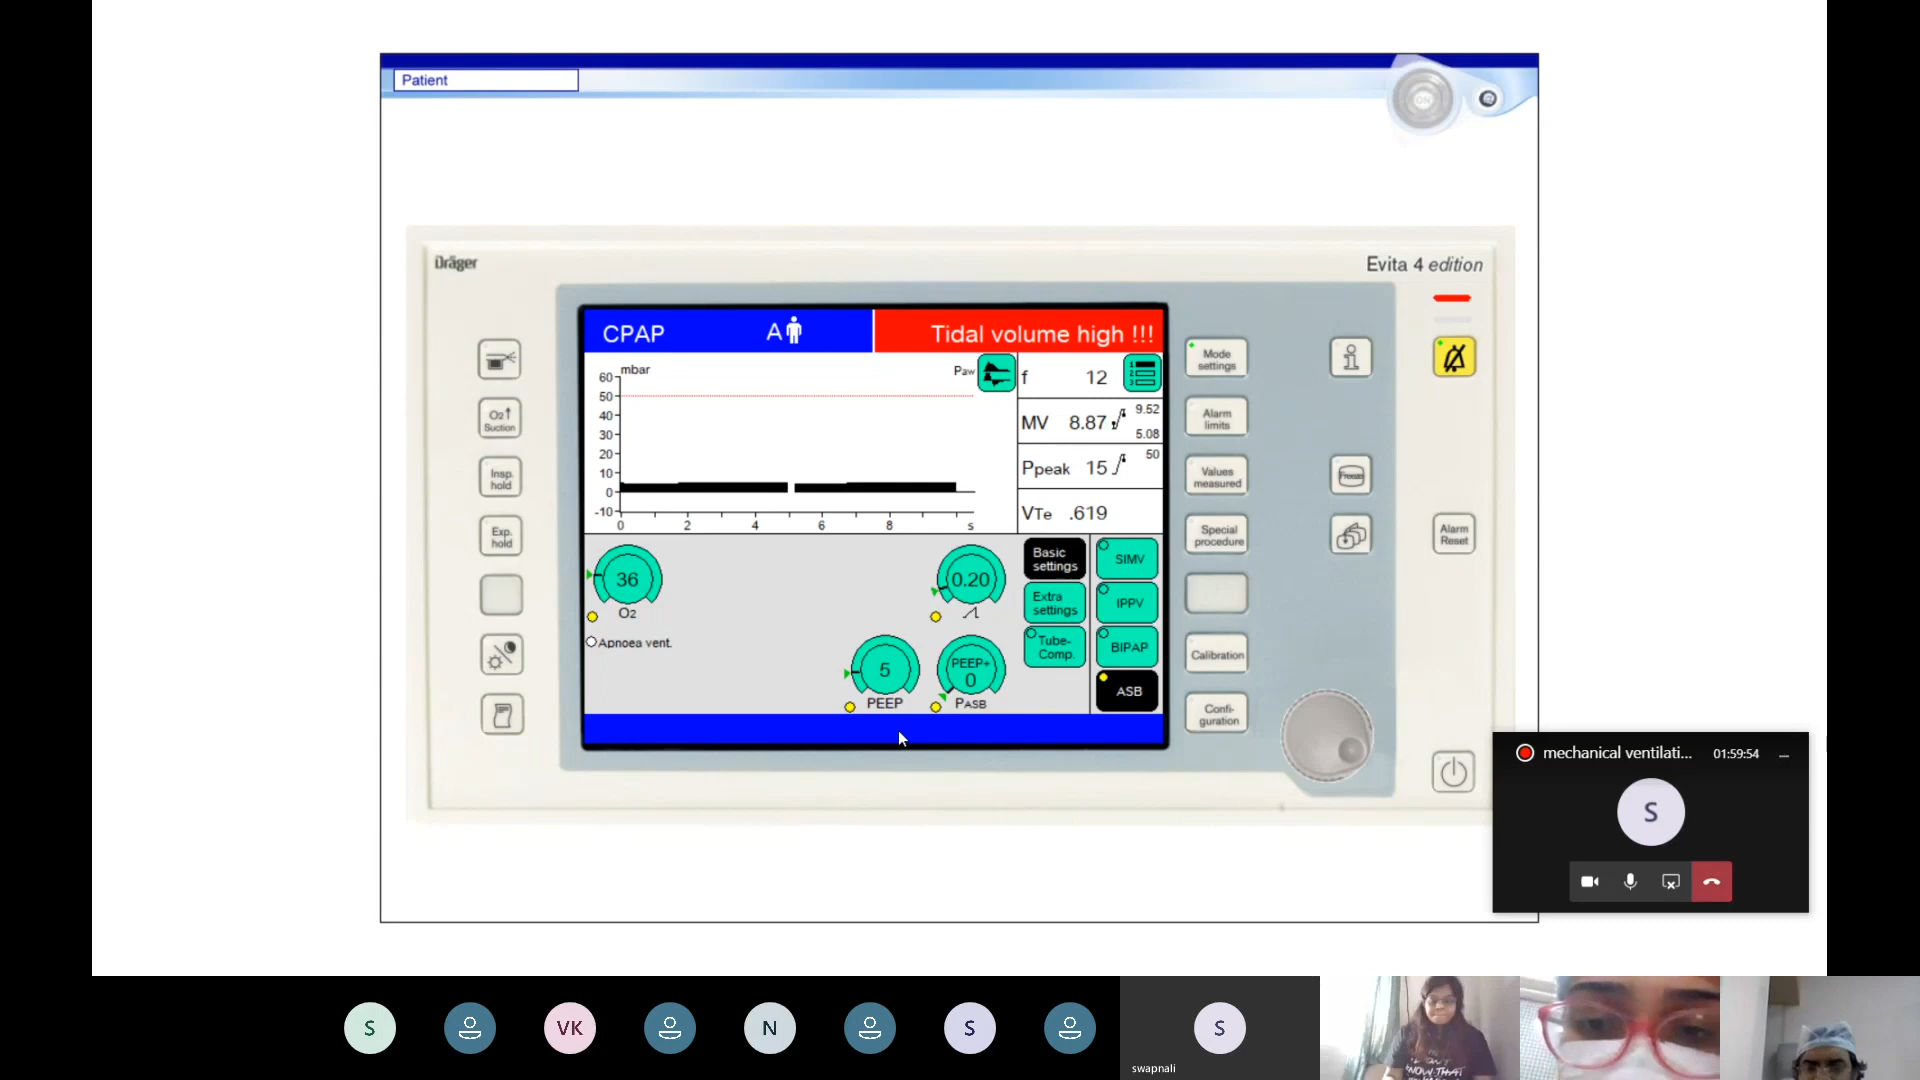 Patient
ON
Dräger
Evita 4 edition
CPAP
A
Tidal volume high !!!
mbar
Paw
60
50
40
30
20
10
0
-10
0
2
4
6
8
s
f 12
MV 8.87
9.52
5.08
Ppeak 15
50
VTe .619
O2↑
Suction
Insp.
hold
Exp.
hold
36
O2
0.20
Apnoea vent.
5
PEEP
PEEP+
0
PASB
Basic
settings
Extra
settings
Tube-
Comp.
SIMV
IPPV
BIPAP
ASB
Mode
settings
Alarm
limits
Values
measured
Special
procedure
Calibration
Confi-
guration
i
Freeze
Alarm
Reset
mechanical ventilati... 01:59:54
S
S
VK
N
S
S
swapnali